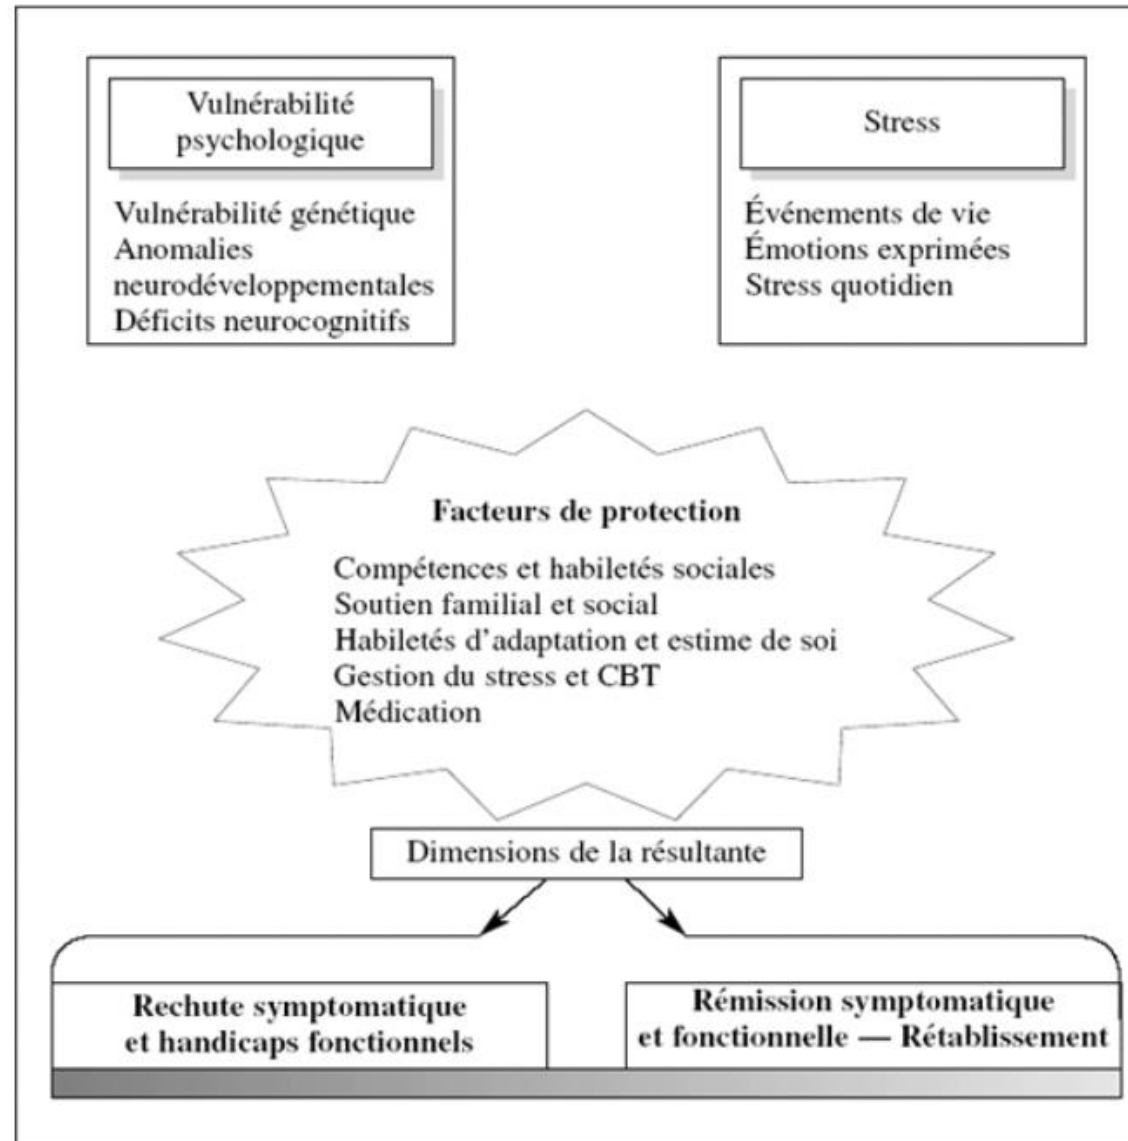 Vulnérabilité
psychologique
Vulnérabilité génétique
Anomalies
neurodéveloppementales
Déficits neurocognitifs
Stress
Événements de vie
Émotions exprimées
Stress quotidien
Facteurs de protection
Compétences et habiletés sociales
Soutien familial et social
Habiletés d’adaptation et estime de soi
Gestion du stress et CBT
Médication
Dimensions de la résultante
Rechute symptomatique
et handicaps fonctionnels
Rémission symptomatique
et fonctionnelle — Rétablissement